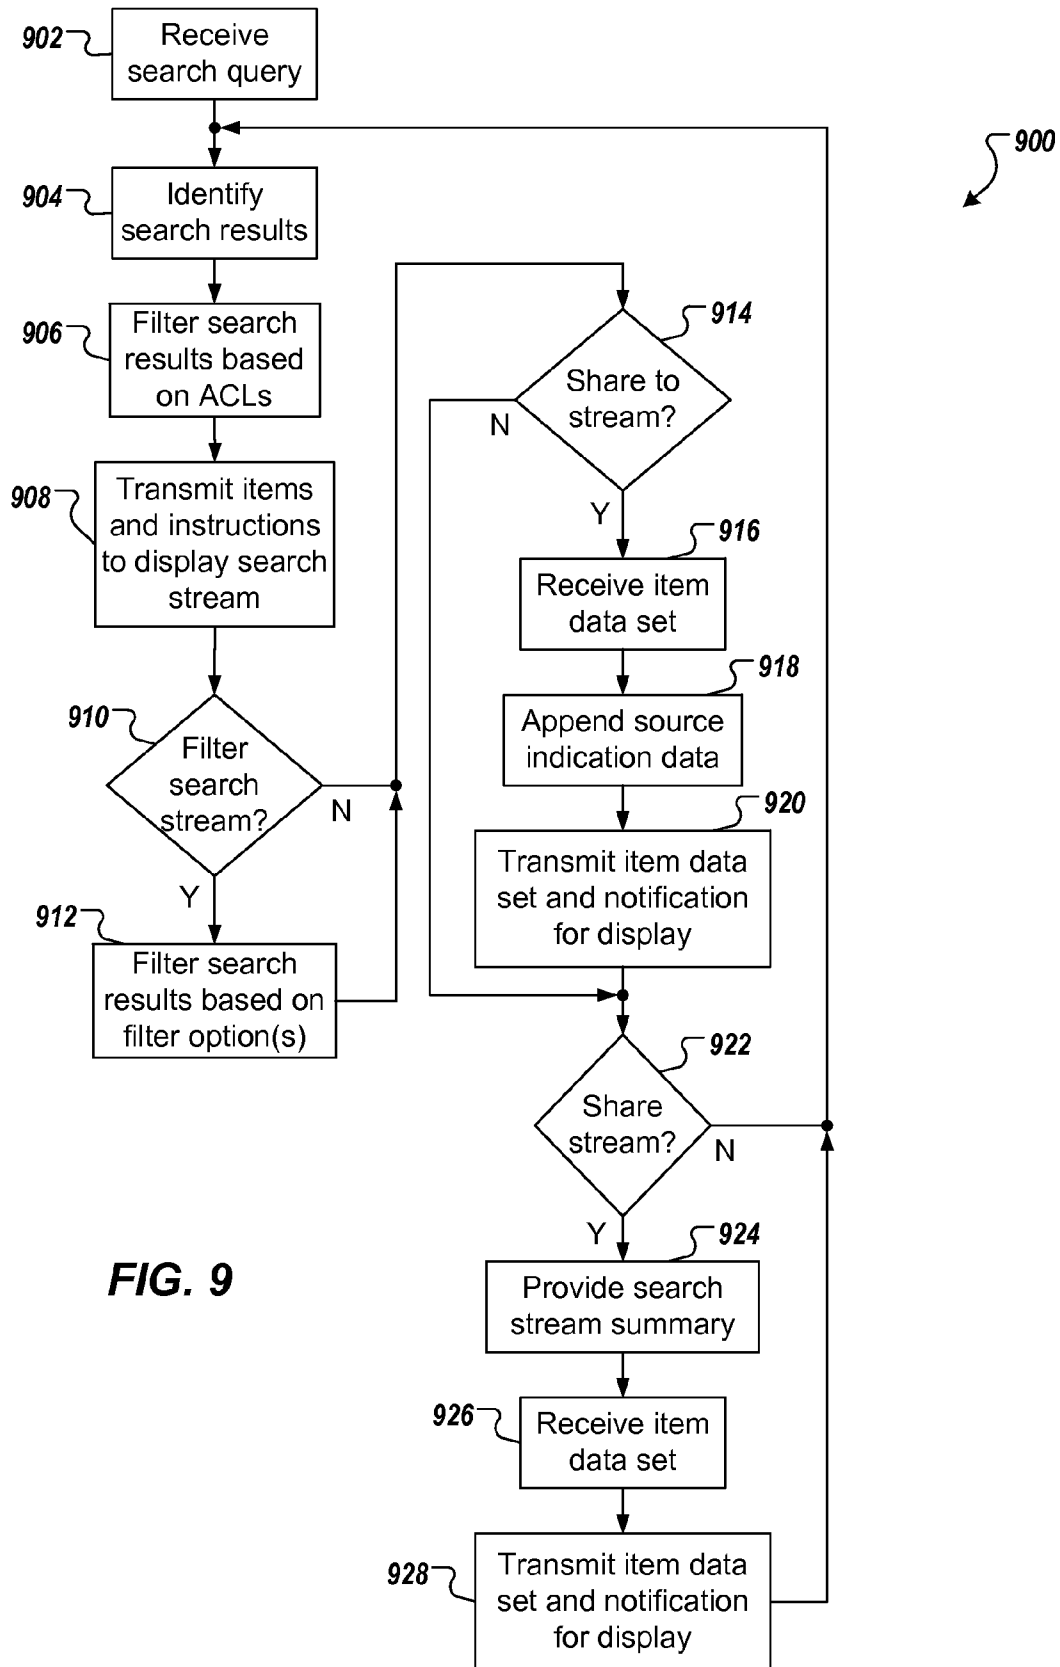 902
Receive
search query
900
904
Identify
search results
906
Filter search
results based
on ACLs
908
Transmit items
and instructions
to display search
stream
910
Filter
search
stream?
N
Y
912
Filter search
results based on
filter option(s)
914
Share to
stream?
N
Y
916
Receive item
data set
918
Append source
indication data
920
Transmit item data
set and notification
for display
922
Share
stream?
N
Y
924
Provide search
stream summary
926
Receive item
data set
928
Transmit item data
set and notification
for display
FIG. 9